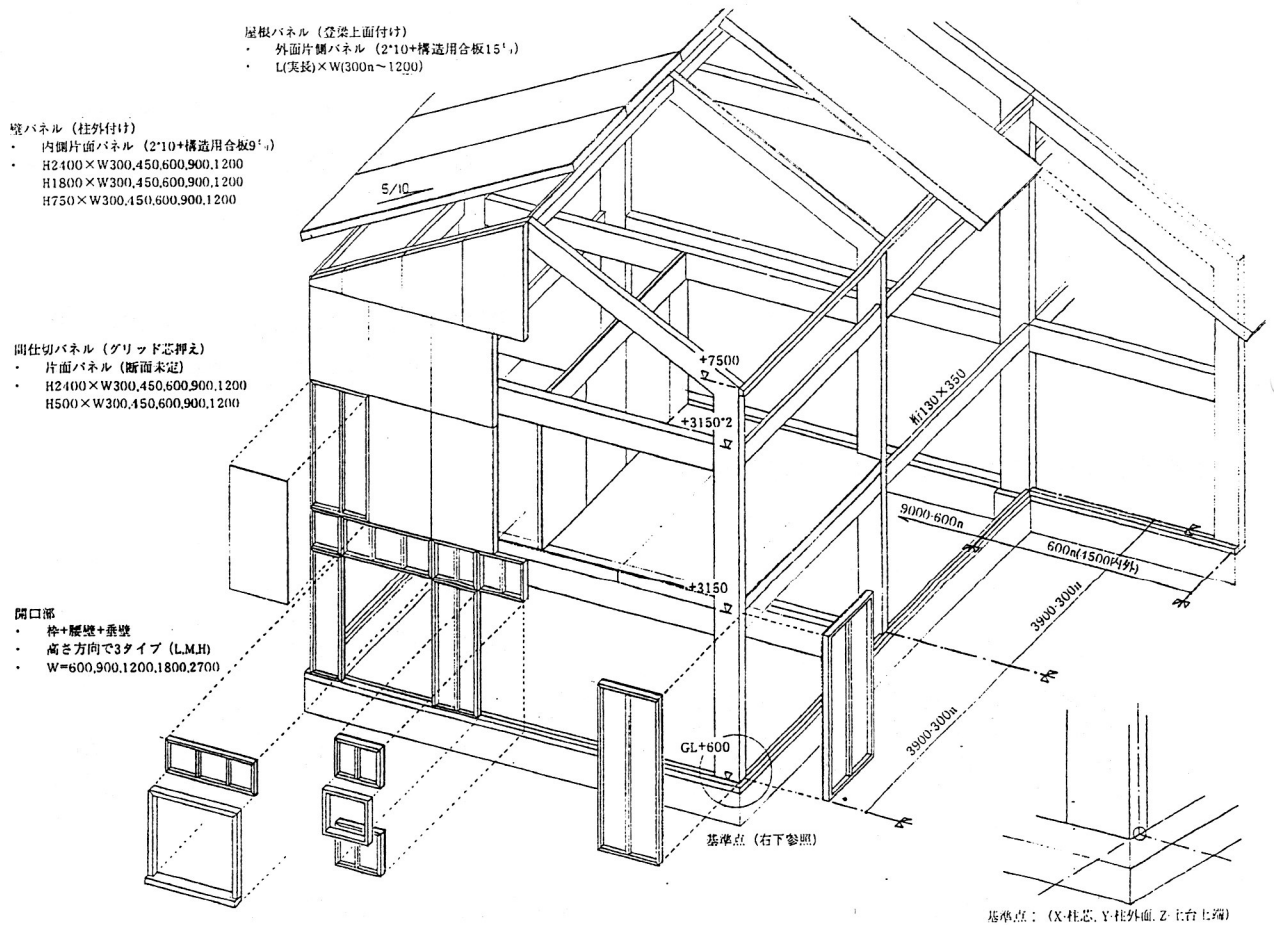 屋根パネル（登梁上面付け）
・ 外面片側パネル（2*10+構造用合板15ｔ）
・ L(実長)×W(300n～1200)
壁パネル（柱外付け）
・ 内側片面パネル（2*10+構造用合板9ｔ）
・ H2400×W300,450,600,900,1200
・ H1800×W300,450,600,900,1200
H750×W300,450,600,900,1200
間仕切パネル（グリッド芯押え）
・ 片面パネル（断面未定）
・ H2400×W300,450,600,900,1200
H500×W300,450,600,900,1200
開口部
・ 枠+腰壁+垂壁
・ 高さ方向で3タイプ（L,M,H）
・ W=600,900,1200,1800,2700
5/10
+7500
+3150*2
桁130×350
9000-600n
600n(4500内外)
+3150
3900-300n
3900-300n
GL+600
基準点（右下参照）
基準点：（X-柱芯, Y-柱外面, Z-土台上端）